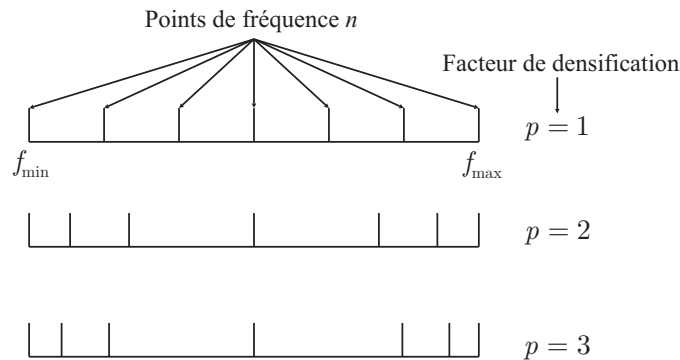 Points de fréquence n
Facteur de densification
p = 1
f_min
f_max
p = 2
p = 3